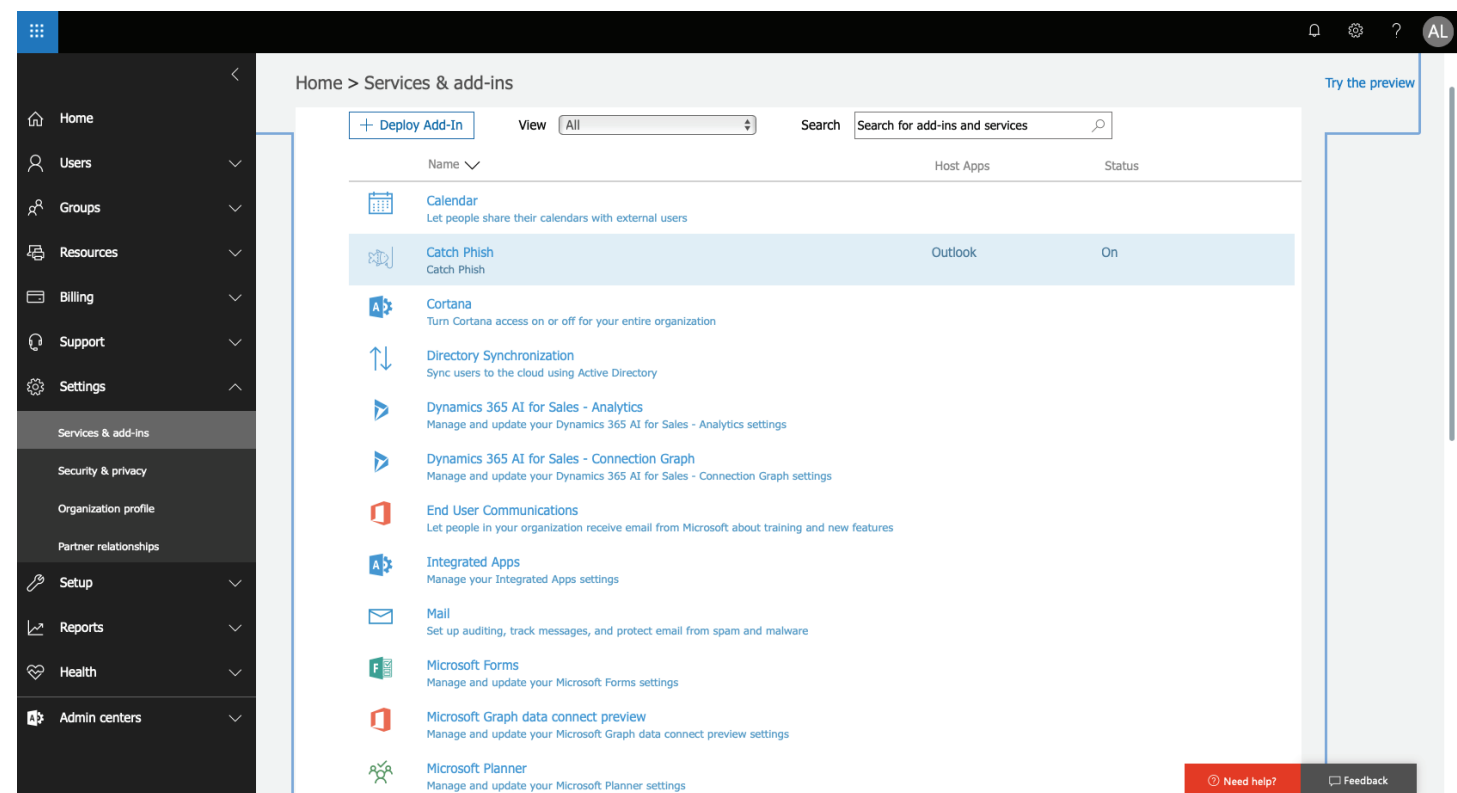 AL
Home
Users
Groups
Resources
Billing
Support
Settings
Services & add-ins
Security & privacy
Organization profile
Partner relationships
Setup
Reports
Health
Admin centers
Home > Services & add-ins
Try the preview
Deploy Add-In
View
All
Search
Search for add-ins and services
Name
Host Apps
Status
Calendar
Let people share their calendars with external users
Catch Phish
Outlook
On
Catch Phish
Cortana
Turn Cortana access on or off for your entire organization
Directory Synchronization
Sync users to the cloud using Active Directory
Dynamics 365 AI for Sales - Analytics
Manage and update your Dynamics 365 AI for Sales - Analytics settings
Dynamics 365 AI for Sales - Connection Graph
Manage and update your Dynamics 365 AI for Sales - Connection Graph settings
End User Communications
Let people in your organization receive email from Microsoft about training and new features
Integrated Apps
Manage your Integrated Apps settings
Mail
Set up auditing, track messages, and protect email from spam and malware
Microsoft Forms
Manage and update your Microsoft Forms settings
Microsoft Graph data connect preview
Manage and update your Microsoft Graph data connect preview settings
Microsoft Planner
Manage and update your Microsoft Planner settings
Need help?
Feedback